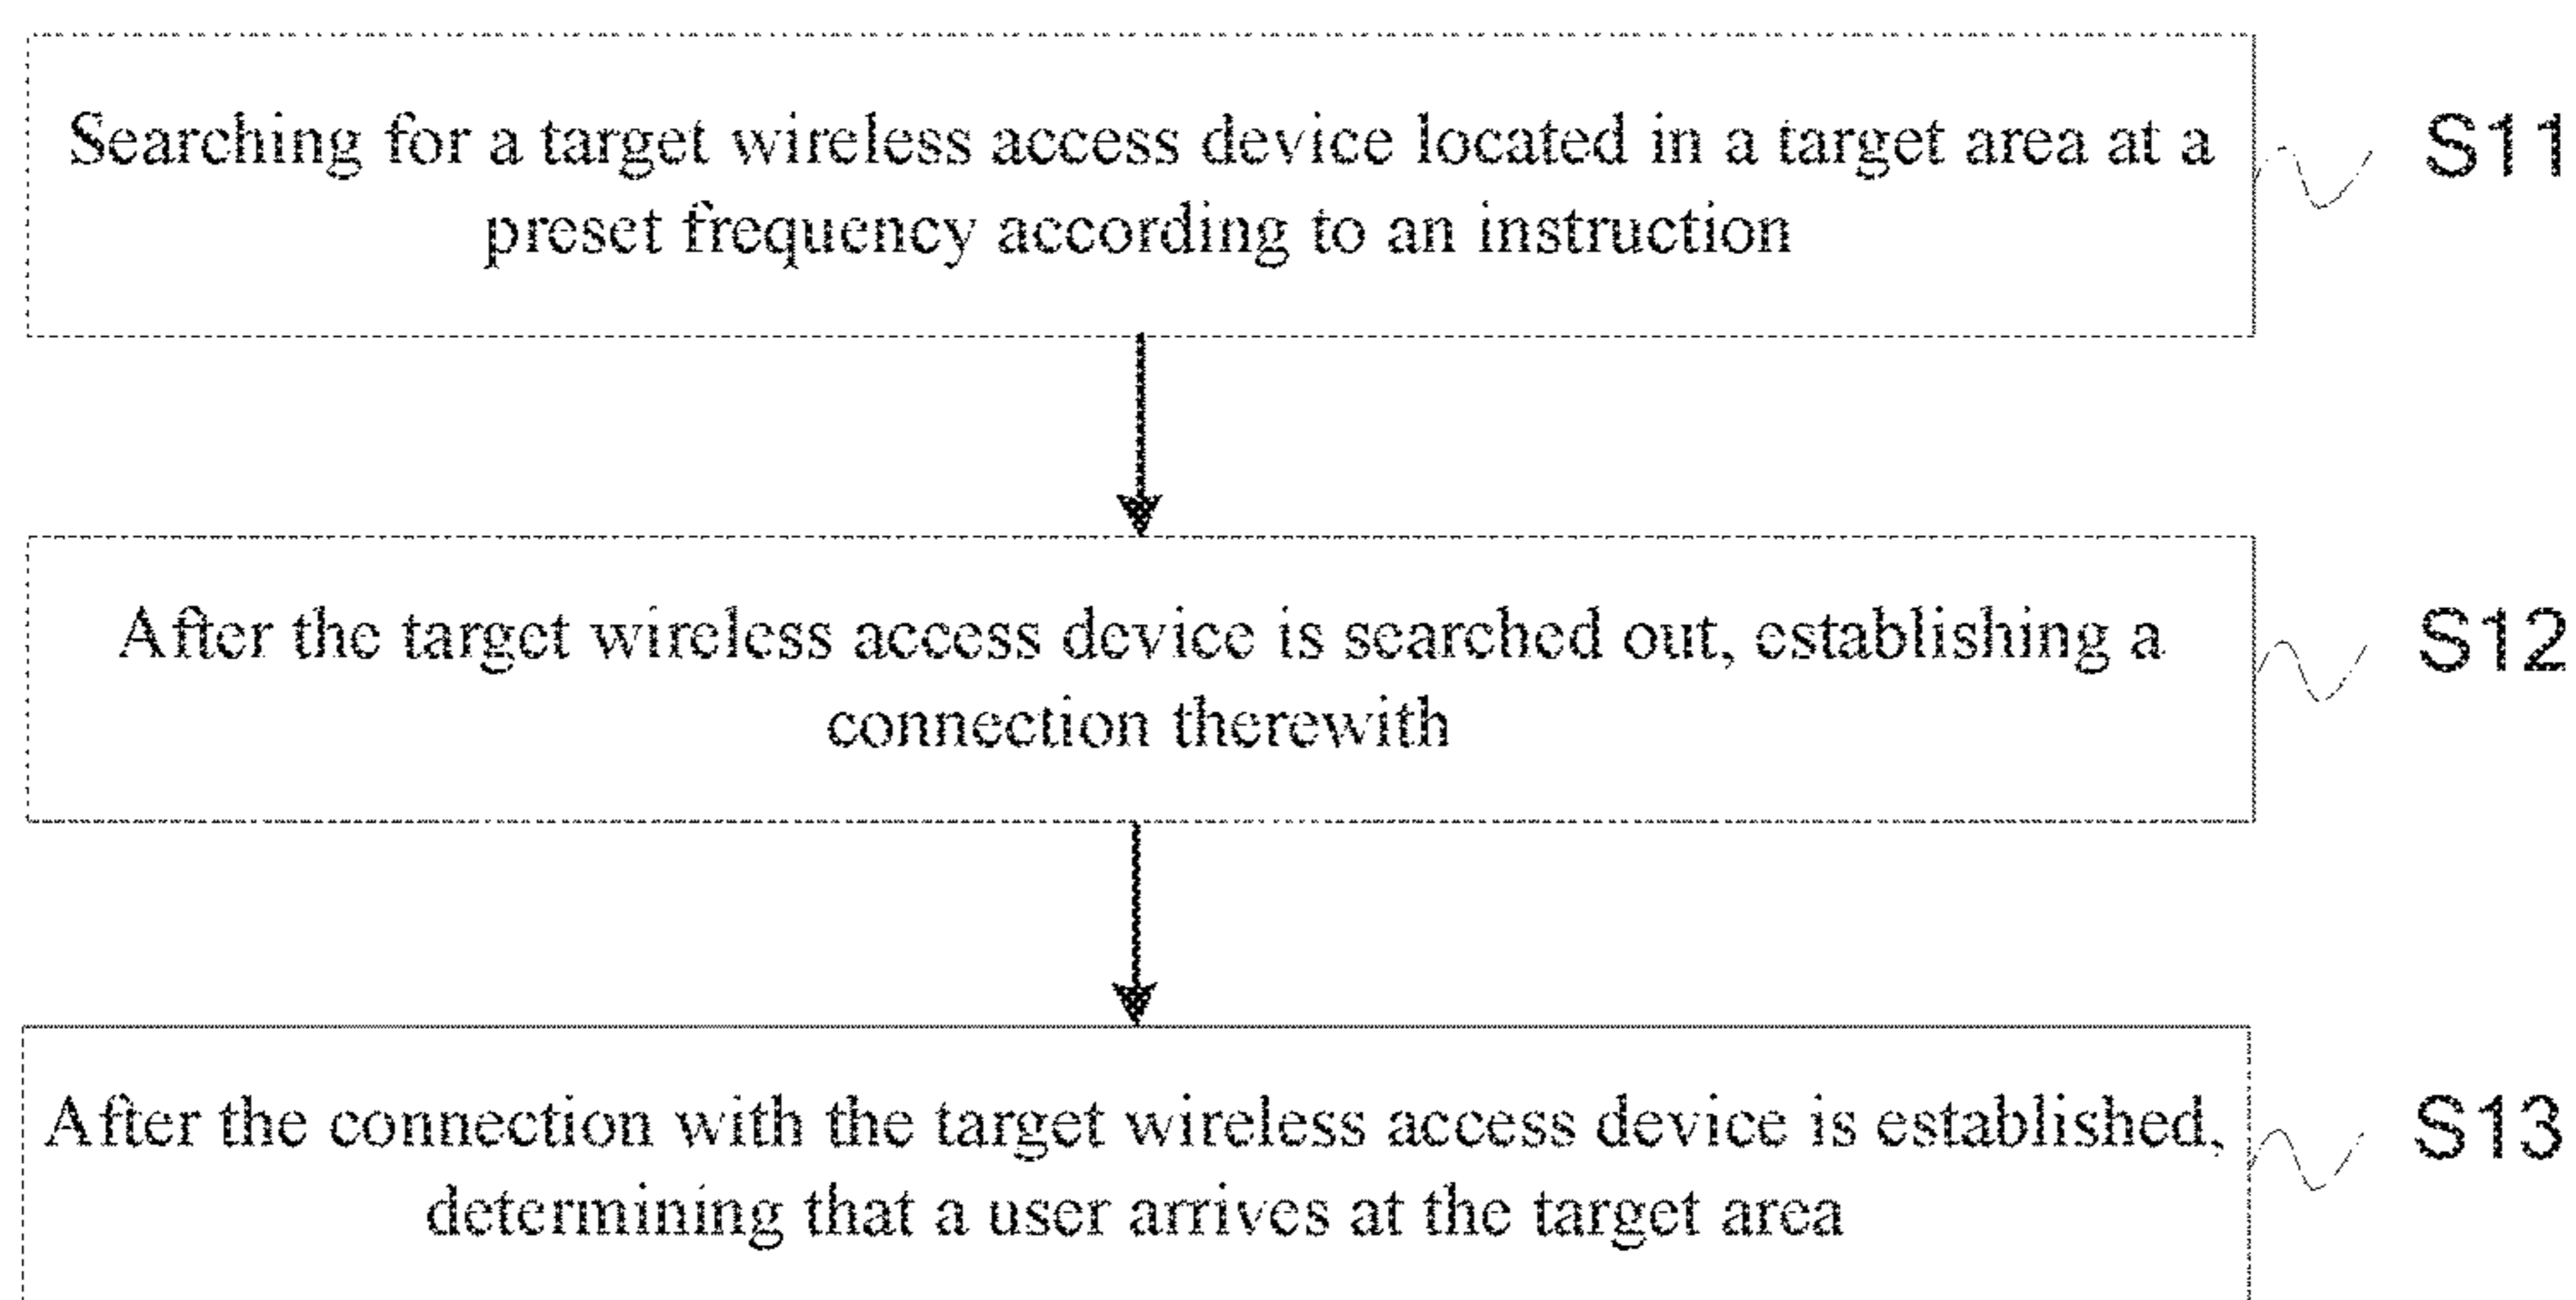 Searching for a target wireless access device located in a target area at a
preset frequency according to an instruction
S11
After the target wireless access device is searched out, establishing a
connection therewith
S12
After the connection with the target wireless access device is established,
determining that a user arrives at the target area
S13